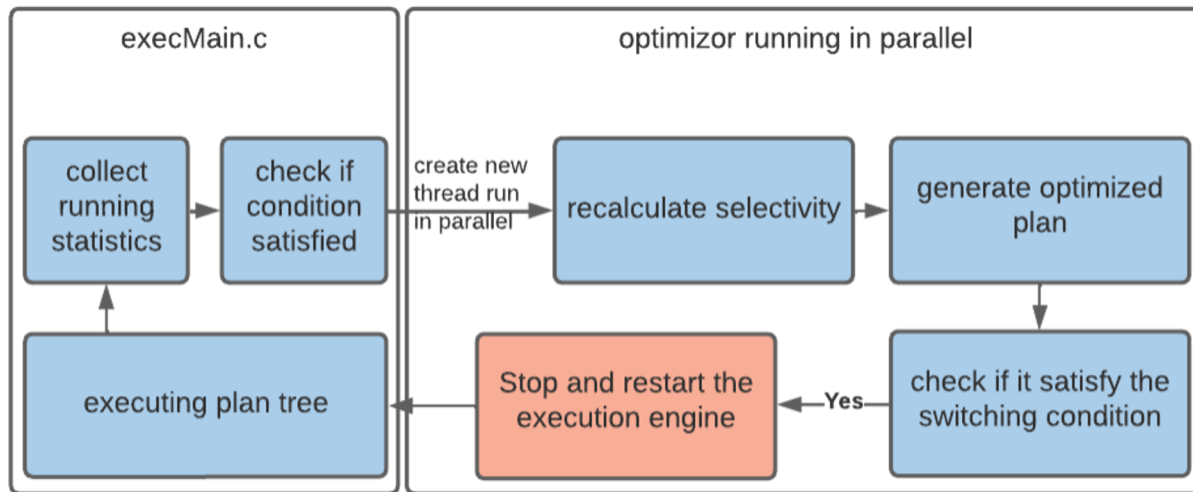 execMain.c
optimizor running in parallel
collect
running
statistics
check if
condition
satisfied
create new
thread run
in parallel
recalculate selectivity
generate optimized
plan
executing plan tree
Stop and restart the
execution engine
Yes
check if it satisfy the
switching condition